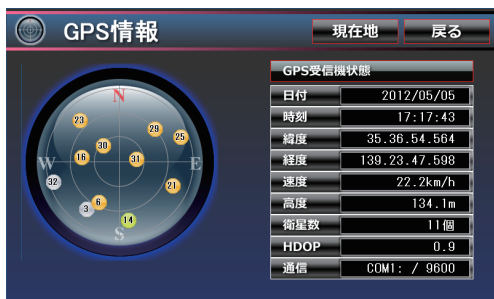 GPS情報
現在地
戻る
GPS受信機状態
日付 2012/05/05
時刻 17:17:43
緯度 35.36.54.564
経度 139.23.47.598
速度 22.2km/h
高度 134.1m
衛星数 11個
HDOP 0.9
通信 COM1: / 9600
N
23
29
25
30
16
31
W
E
32
21
6
3
14
S